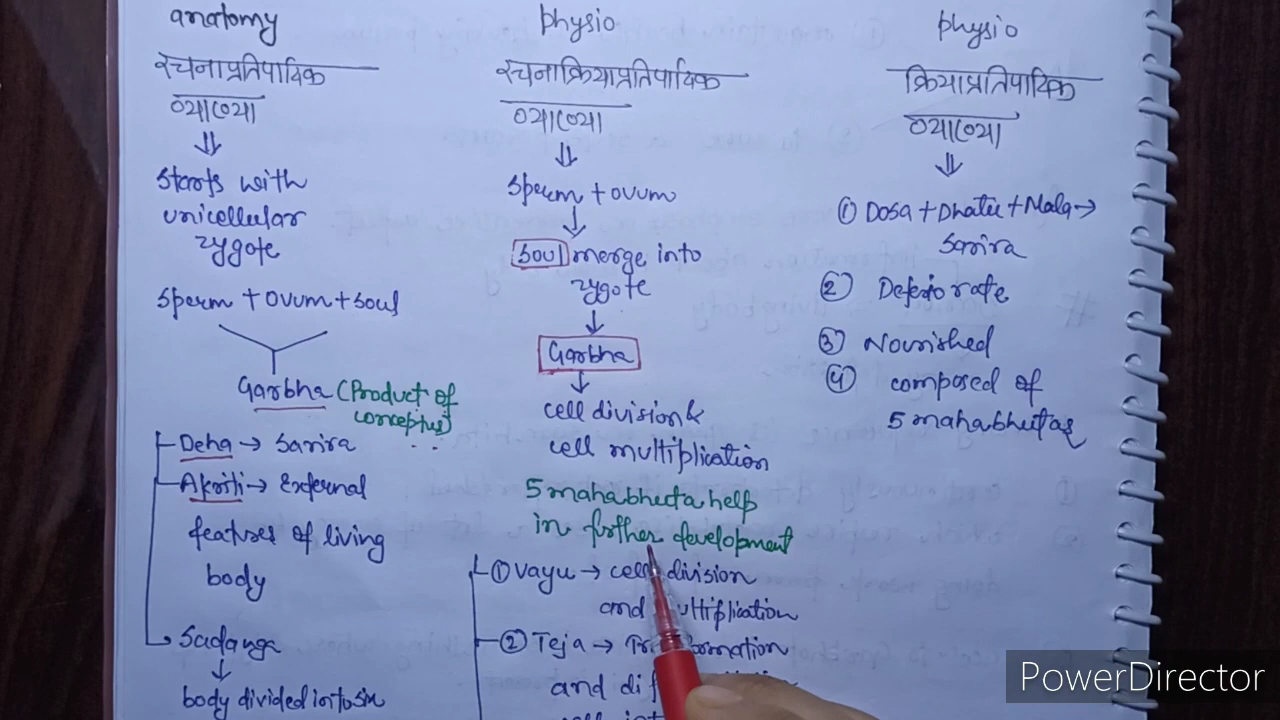 anatomy
रचनाप्रतिपादिक
व्याख्या
starts with
unicellular
zygote
sperm + ovum + soul
Garbha (Product of
conceptus)
Deha → sarira
Akriti → External
features of living
body
Sadanga
body divided into six
physio
रचनाक्रियाप्रतिपादिक
व्याख्या
sperm + ovum
soul merge into
zygote
Garbha
cell division &
cell multiplication
5 mahabhuta help
in further development
① Vayu → cell division
and multiplication
② Teja →
and
physio
क्रियाप्रतिपादिक
व्याख्या
① Dosa + Dhatu + Mala →
sarira
② Deteriorate
③ Nourished
④ composed of
5 mahabhutas
PowerDirector